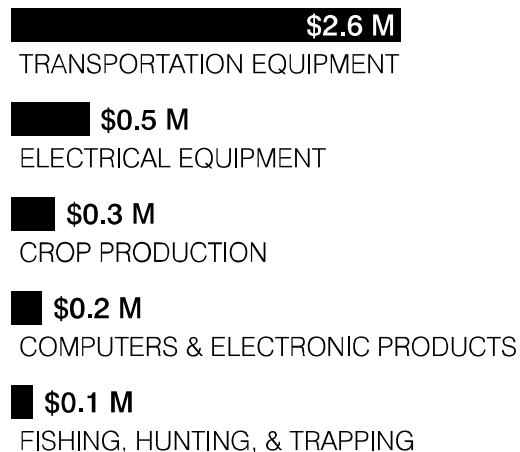 $2.6 M
TRANSPORTATION EQUIPMENT
$0.5 M
ELECTRICAL EQUIPMENT
$0.3 M
CROP PRODUCTION
$0.2 M
COMPUTERS & ELECTRONIC PRODUCTS
$0.1 M
FISHING, HUNTING, & TRAPPING